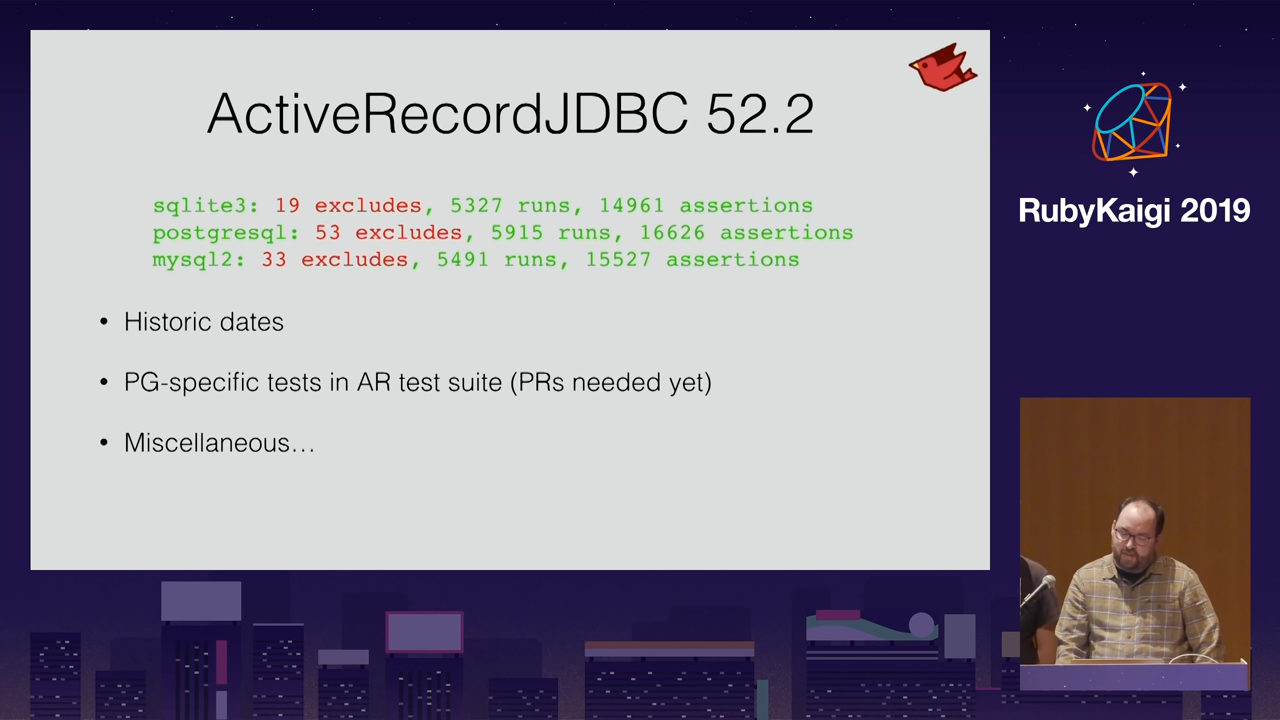 ActiveRecordJDBC 52.2
sqlite3: 19 excludes, 5327 runs, 14961 assertions
postgresql: 53 excludes, 5915 runs, 16626 assertions
mysql2: 33 excludes, 5491 runs, 15527 assertions
• Historic dates
• PG-specific tests in AR test suite (PRs needed yet)
• Miscellaneous…
RubyKaigi 2019